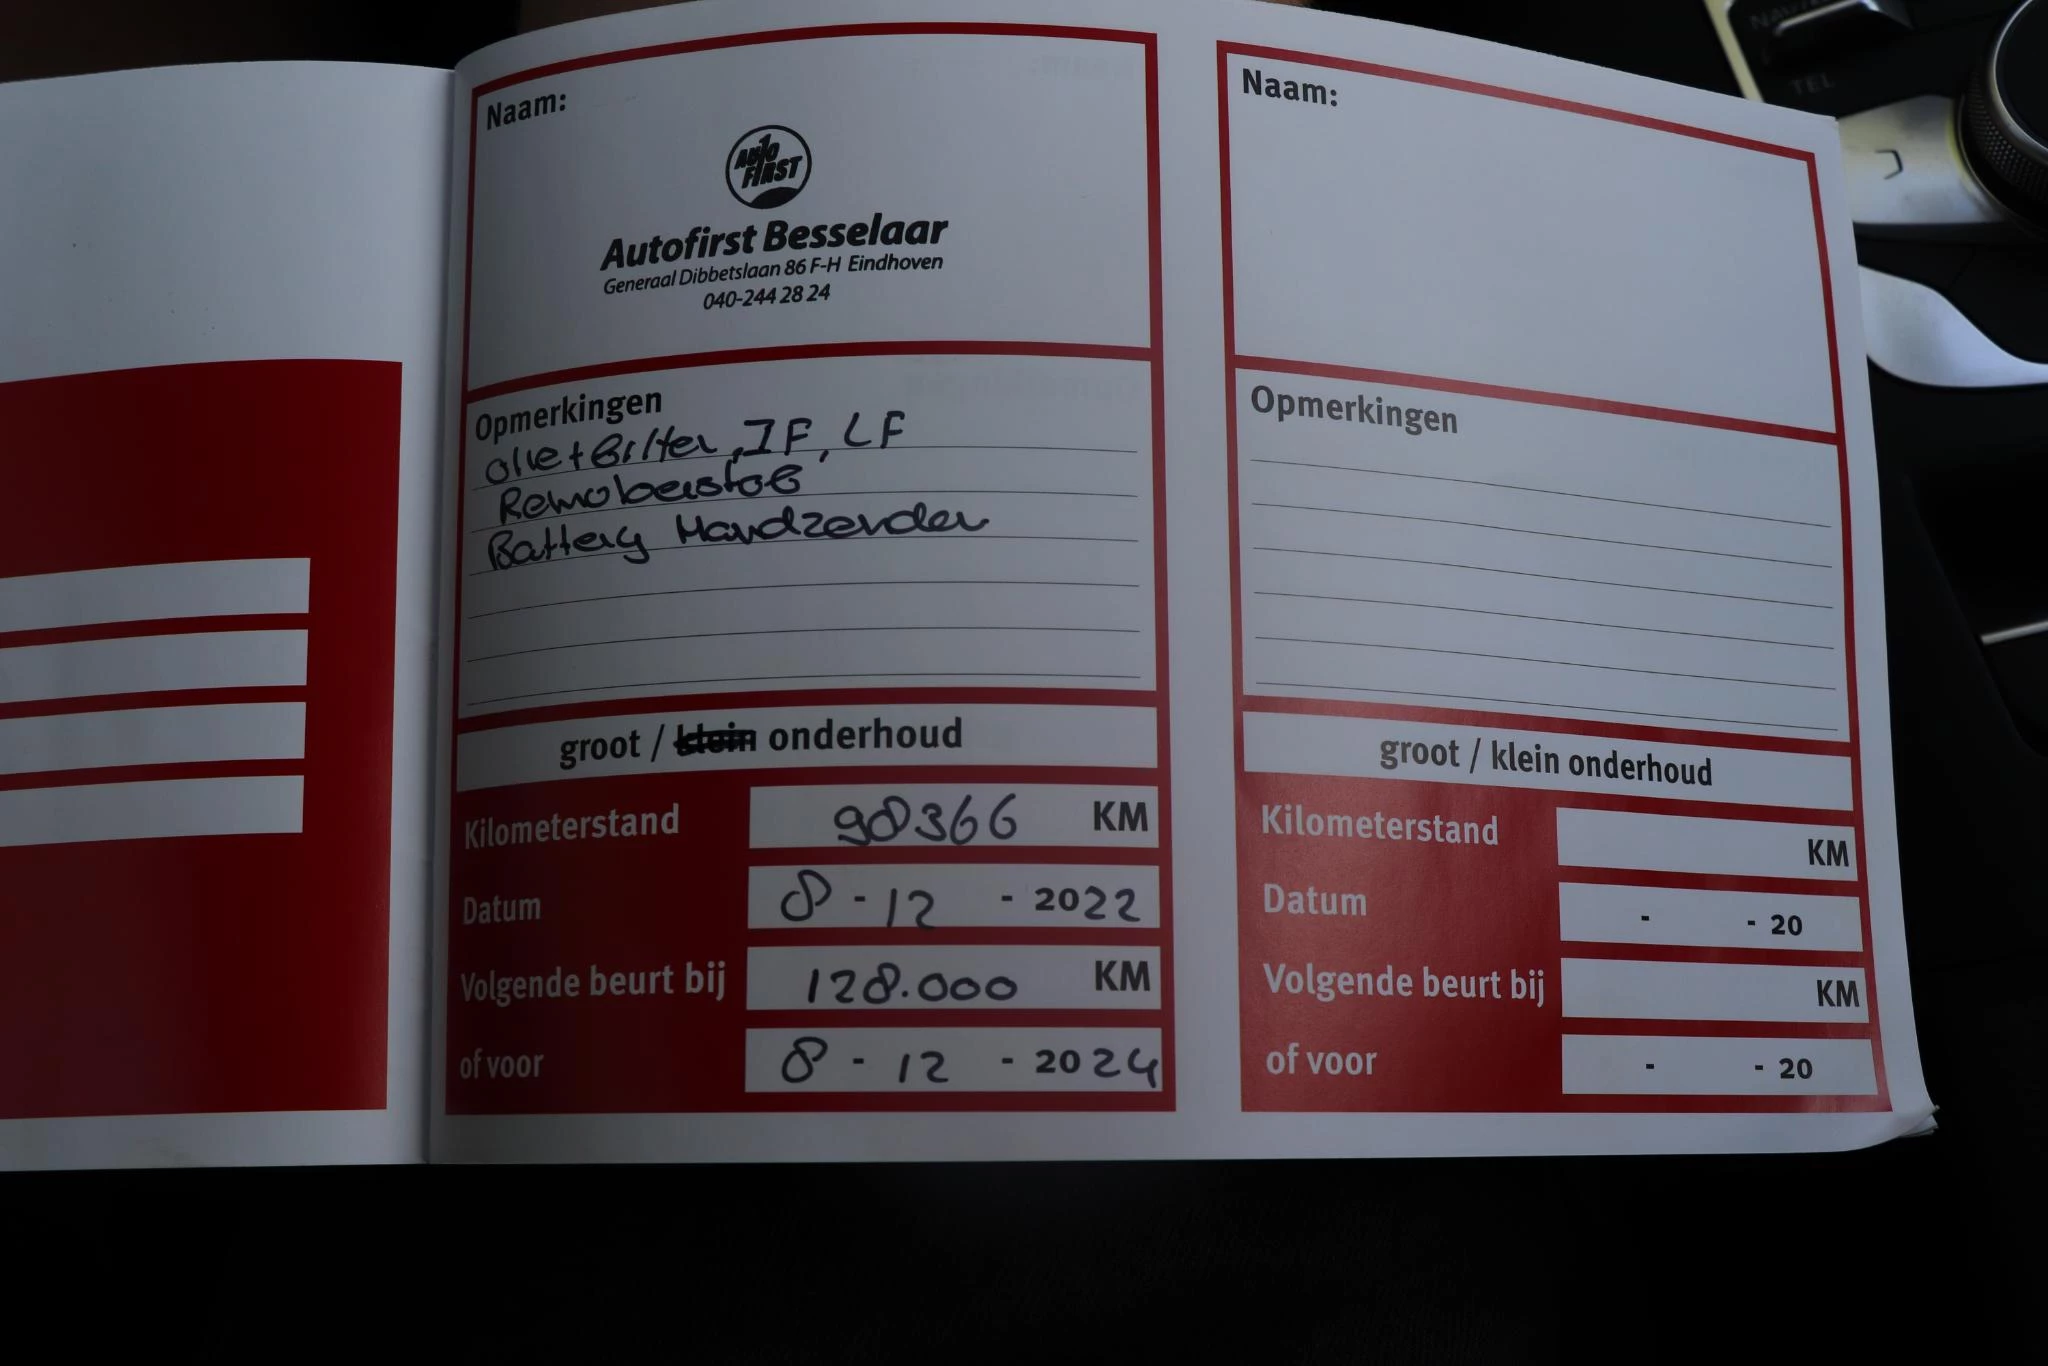 Naam:
AUTO
FIRST
Autofirst Besselaar
Generaal Dibbetslaan 86 F-H Eindhoven
040-244 28 24
Opmerkingen
olie + Filter, IF, LF
Remvloeistof
Battery Handzender
groot / klein onderhoud
Kilometerstand 98366 KM
Datum 8 - 12 - 2022
Volgende beurt bij 128.000 KM
of voor 8 - 12 - 2024
Naam:
Opmerkingen
groot / klein onderhoud
Kilometerstand KM
Datum - - 20
Volgende beurt bij KM
of voor - - 20
TEL